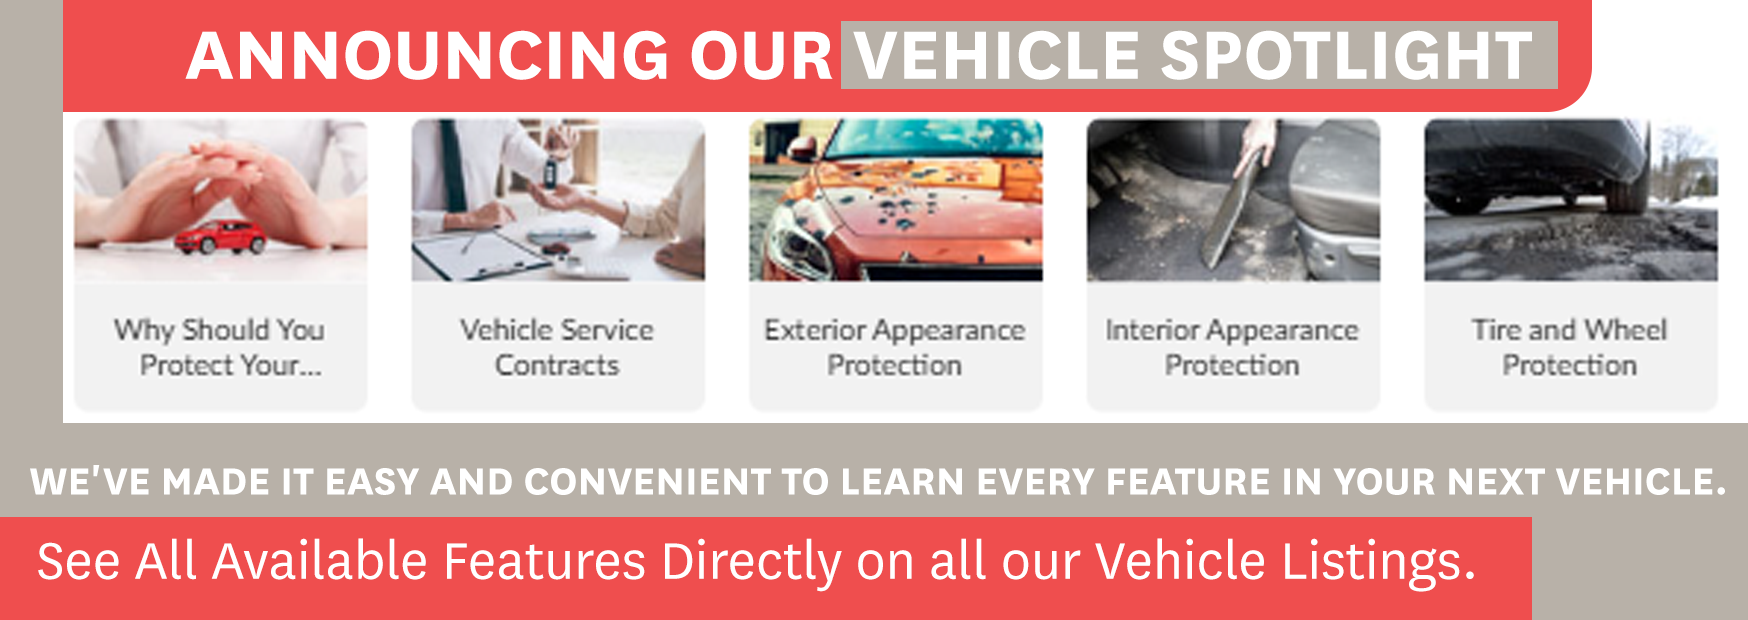 ANNOUNCING OUR VEHICLE SPOTLIGHT
Why Should You
Protect Your...
Vehicle Service
Contracts
Exterior Appearance
Protection
Interior Appearance
Protection
Tire and Wheel
Protection
WE'VE MADE IT EASY AND CONVENIENT TO LEARN EVERY FEATURE IN YOUR NEXT VEHICLE.
See All Available Features Directly on all our Vehicle Listings.